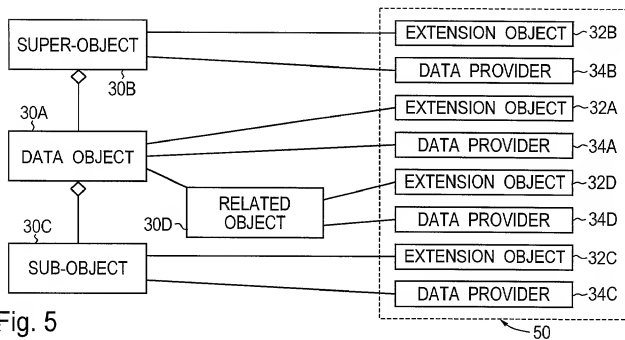 SUPER-OBJECT
30B
EXTENSION OBJECT
32B
DATA PROVIDER
34B
30A
DATA OBJECT
EXTENSION OBJECT
32A
DATA PROVIDER
34A
RELATED
OBJECT
30D
EXTENSION OBJECT
32D
DATA PROVIDER
34D
30C
SUB-OBJECT
EXTENSION OBJECT
32C
DATA PROVIDER
34C
Fig. 5
50